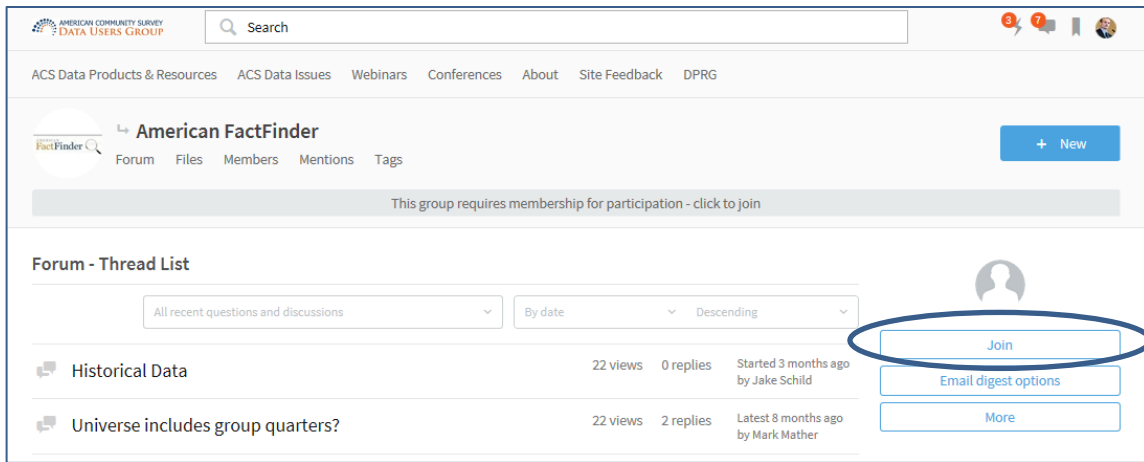 AMERICAN COMMUNITY SURVEY
DATA USERS GROUP
Search
3
7
ACS Data Products & Resources ACS Data Issues Webinars Conferences About Site Feedback DPRG
FactFinder
American FactFinder
Forum Files Members Mentions Tags
+ New
This group requires membership for participation - click to join
Forum - Thread List
All recent questions and discussions By date Descending
Join
Historical Data 22 views 0 replies Started 3 months ago
by Jake Schild
Email digest options
Universe includes group quarters? 22 views 2 replies Latest 8 months ago
by Mark Mather
More